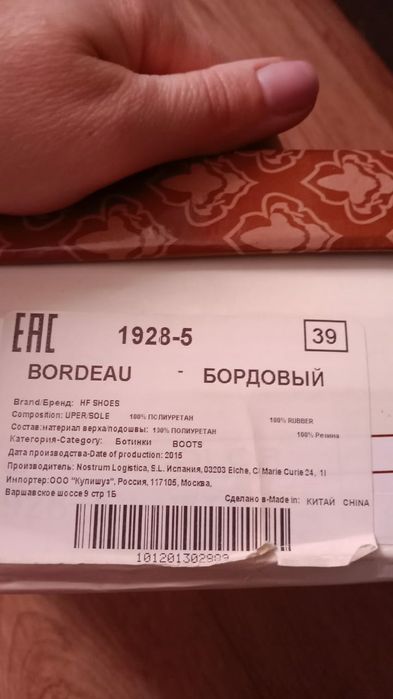 EAC 1928-5 39
BORDEAU - БОРДОВЫЙ
Brand/Бренд: HF SHOES
Composition: UPER/SOLE 100% ПОЛИУРЕТАН 100% RUBBER
Состав:материал верха/подошвы: 100% ПОЛИУРЕТАН 100% Резина
Категория-Category: Ботинки BOOTS
Дата производства-Date of production: 2015
Производитель: Nostrum Logistica, S.L. Испания,03203 Elche, C/Marie Curie 24,
Импортер:ООО "Купишуз", Россия, 117105, Москва,
Варшавское шоссе 9 стр 1Б Сделано в-Made in: КИТАЙ CHINA